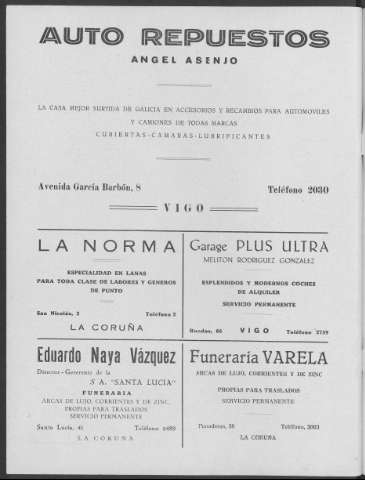 AUTO REPUESTOS
ANGEL ASENJO
LA CASA MEJOR SURTIDA DE GALICIA EN ACCESORIOS Y RECAMBIOS PARA AUTOMOVILES
Y CAMIONES DE TODAS MARCAS
CUBIERTAS-CAMARAS-LUBRIFICANTES
Avenida García Barbón, 8 Teléfono 2030
VIGO
LA NORMA
ESPECIALIDAD EN LANAS
PARA TODA CLASE DE LABORES Y GENEROS
DE PUNTO
San Nicolás, 3 Teléfono 2
LA CORUÑA
Garage PLUS ULTRA
MELITON RODRIGUEZ GONZALEZ
ESPLENDIDOS Y MODERNOS COCHES
DE ALQUILER
SERVICIO PERMANENTE
66 VIGO Teléfono 2759
Eduardo Naya Vázquez
Director-Gerente de la
S A. "SANTA LUCIA"
FUNERARIA
ARCAS DE LUJO, CORRIENTES Y DE ZINC,
PROPIAS PARA TRASLADOS
SERVICIO PERMANENTE
Santa Lucía, 41 Teléfono
LA CORUÑA
Funeraria VARELA
ARCAS DE LUJO, CORRIENTES Y DE ZINC
PROPIAS PARA TRASLADOS
SERVICIO PERMANENTE
Panaderas, Teléfono,
LA CORUÑA